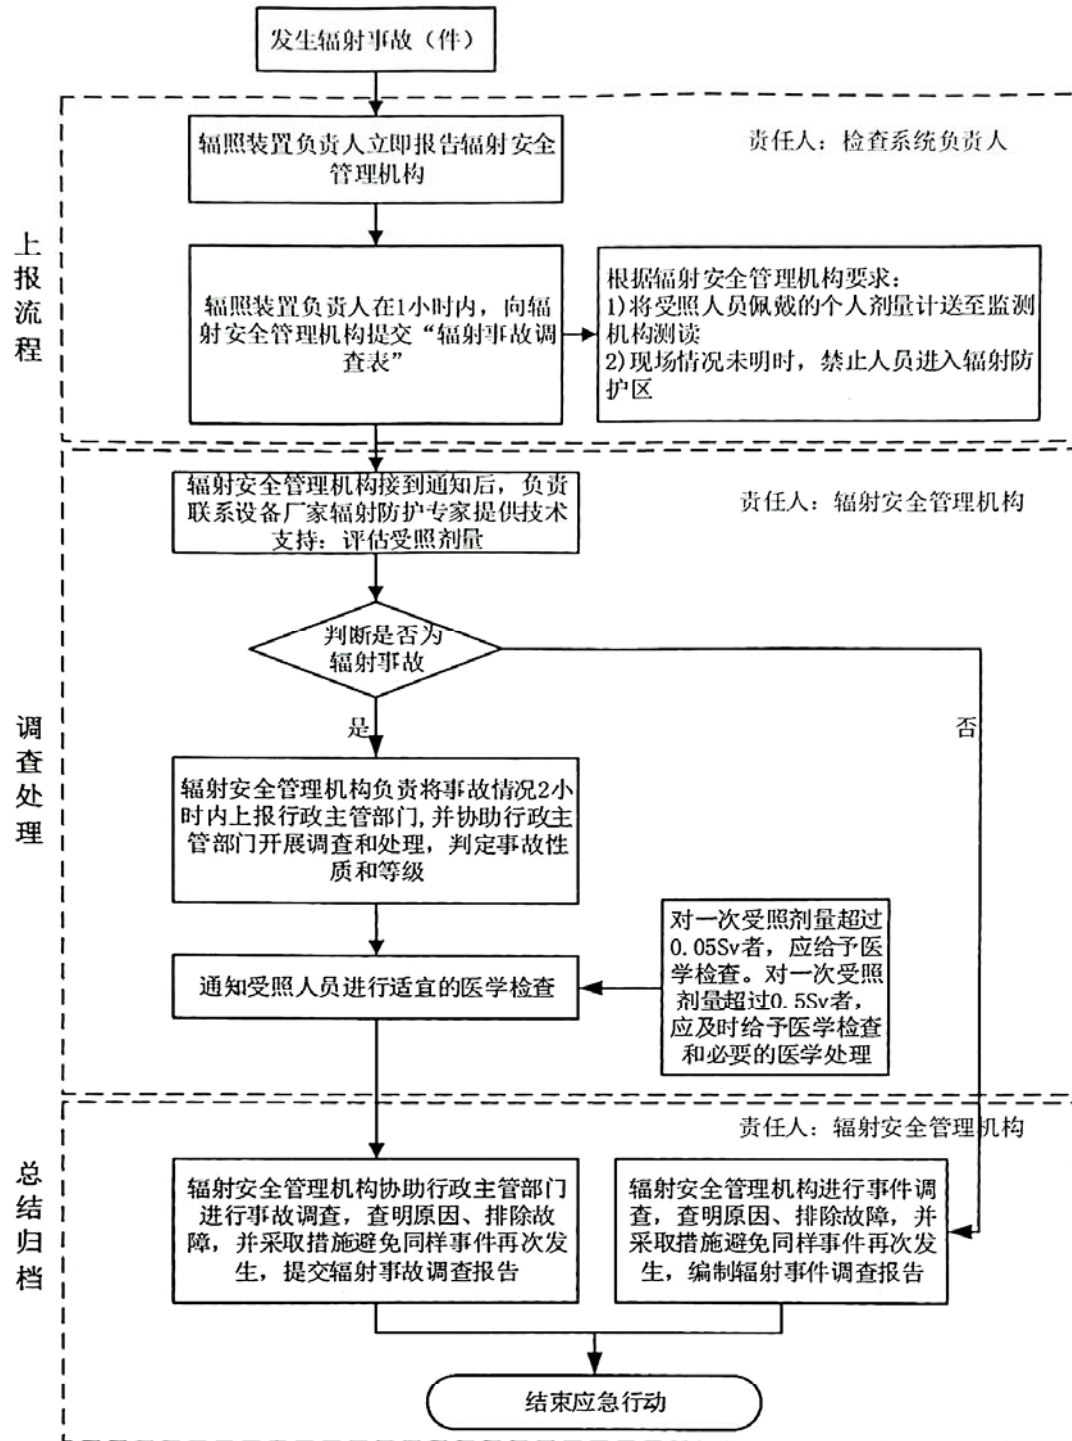 发生辐射事故（件）
辐照装置负责人立即报告辐射安全
管理机构
责任人：检查系统负责人
上
报
流
程
辐照装置负责人在1小时内，向辐
射安全管理机构提交“辐射事故调
查表”
根据辐射安全管理机构要求：
1)将受照人员佩戴的个人剂量计送至监测
机构测读
2)现场情况未明时，禁止人员进入辐射防
护区
辐射安全管理机构接到通知后，负责
联系设备厂家辐射防护专家提供技术
支持：评估受照剂量
责任人：辐射安全管理机构
判断是否为
辐射事故
是
否
调
查
处
理
辐射安全管理机构负责将事故情况2小
时内上报行政主管部门,并协助行政主
管部门开展调查和处理，判定事故性
质和等级
通知受照人员进行适宜的医学检查
对一次受照剂量超过
0.05Sv者，应给予医
学检查。对一次受照
剂量超过0.5Sv者，
应及时给予医学检查
和必要的医学处理
责任人：辐射安全管理机构
总
结
归
档
辐射安全管理机构协助行政主管部门
进行事故调查，查明原因、排除故
障，并采取措施避免同样事件再次发
生，提交辐射事故调查报告
辐射安全管理机构进行事件调
查，查明原因、排除故障，并
采取措施避免同样事件再次发
生，编制辐射事件调查报告
结束应急行动